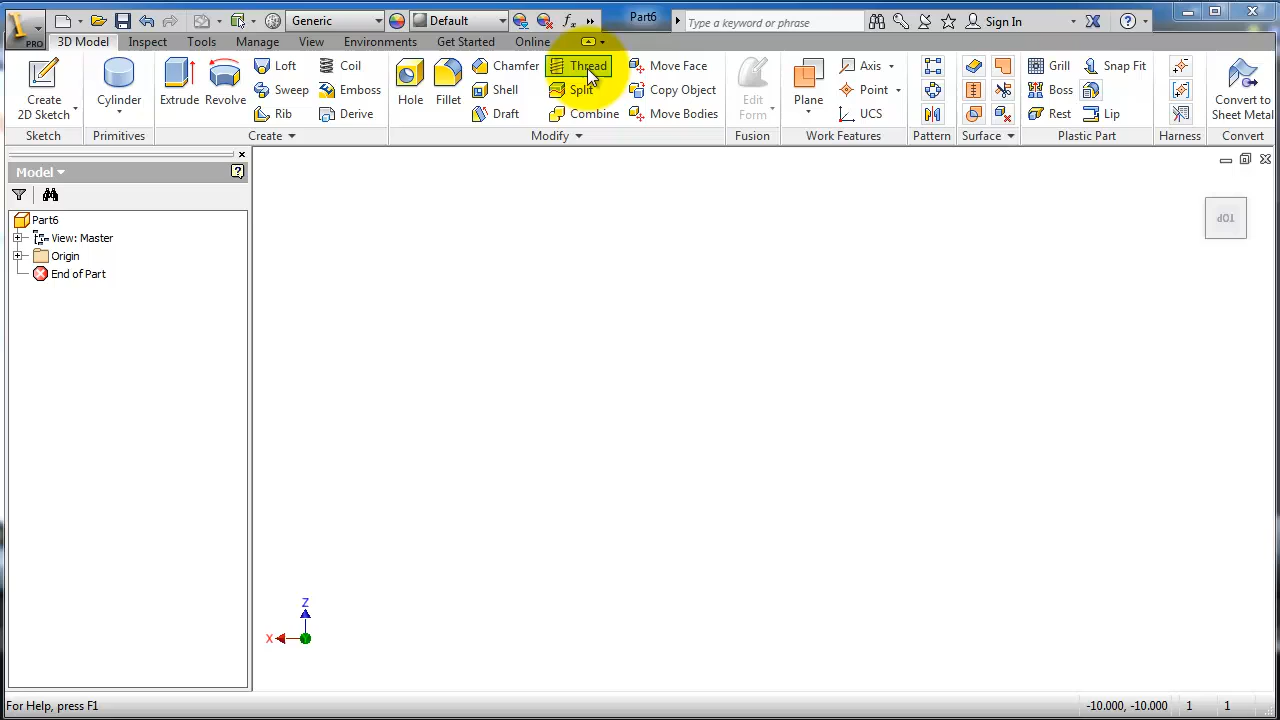 PRO
Generic
Default
fx
Part6
Type a keyword or phrase
Sign In
3D Model
Inspect
Tools
Manage
View
Environments
Get Started
Online
Create
2D Sketch
Sketch
Cylinder
Primitives
Extrude
Revolve
Loft
Sweep
Rib
Coil
Emboss
Derive
Create
Hole
Fillet
Chamfer
Shell
Draft
Thread
Split
Combine
Move Face
Copy Object
Move Bodies
Modify
Edit
Form
Fusion
Plane
Axis
Point
UCS
Work Features
Pattern
Surface
Grill
Boss
Rest
Snap Fit
Lip
Plastic Part
Harness
Convert to
Sheet Metal
Convert
Model
Part6
View: Master
Origin
End of Part
TOP
Z
X
For Help, press F1
-10.000, -10.000
1
1